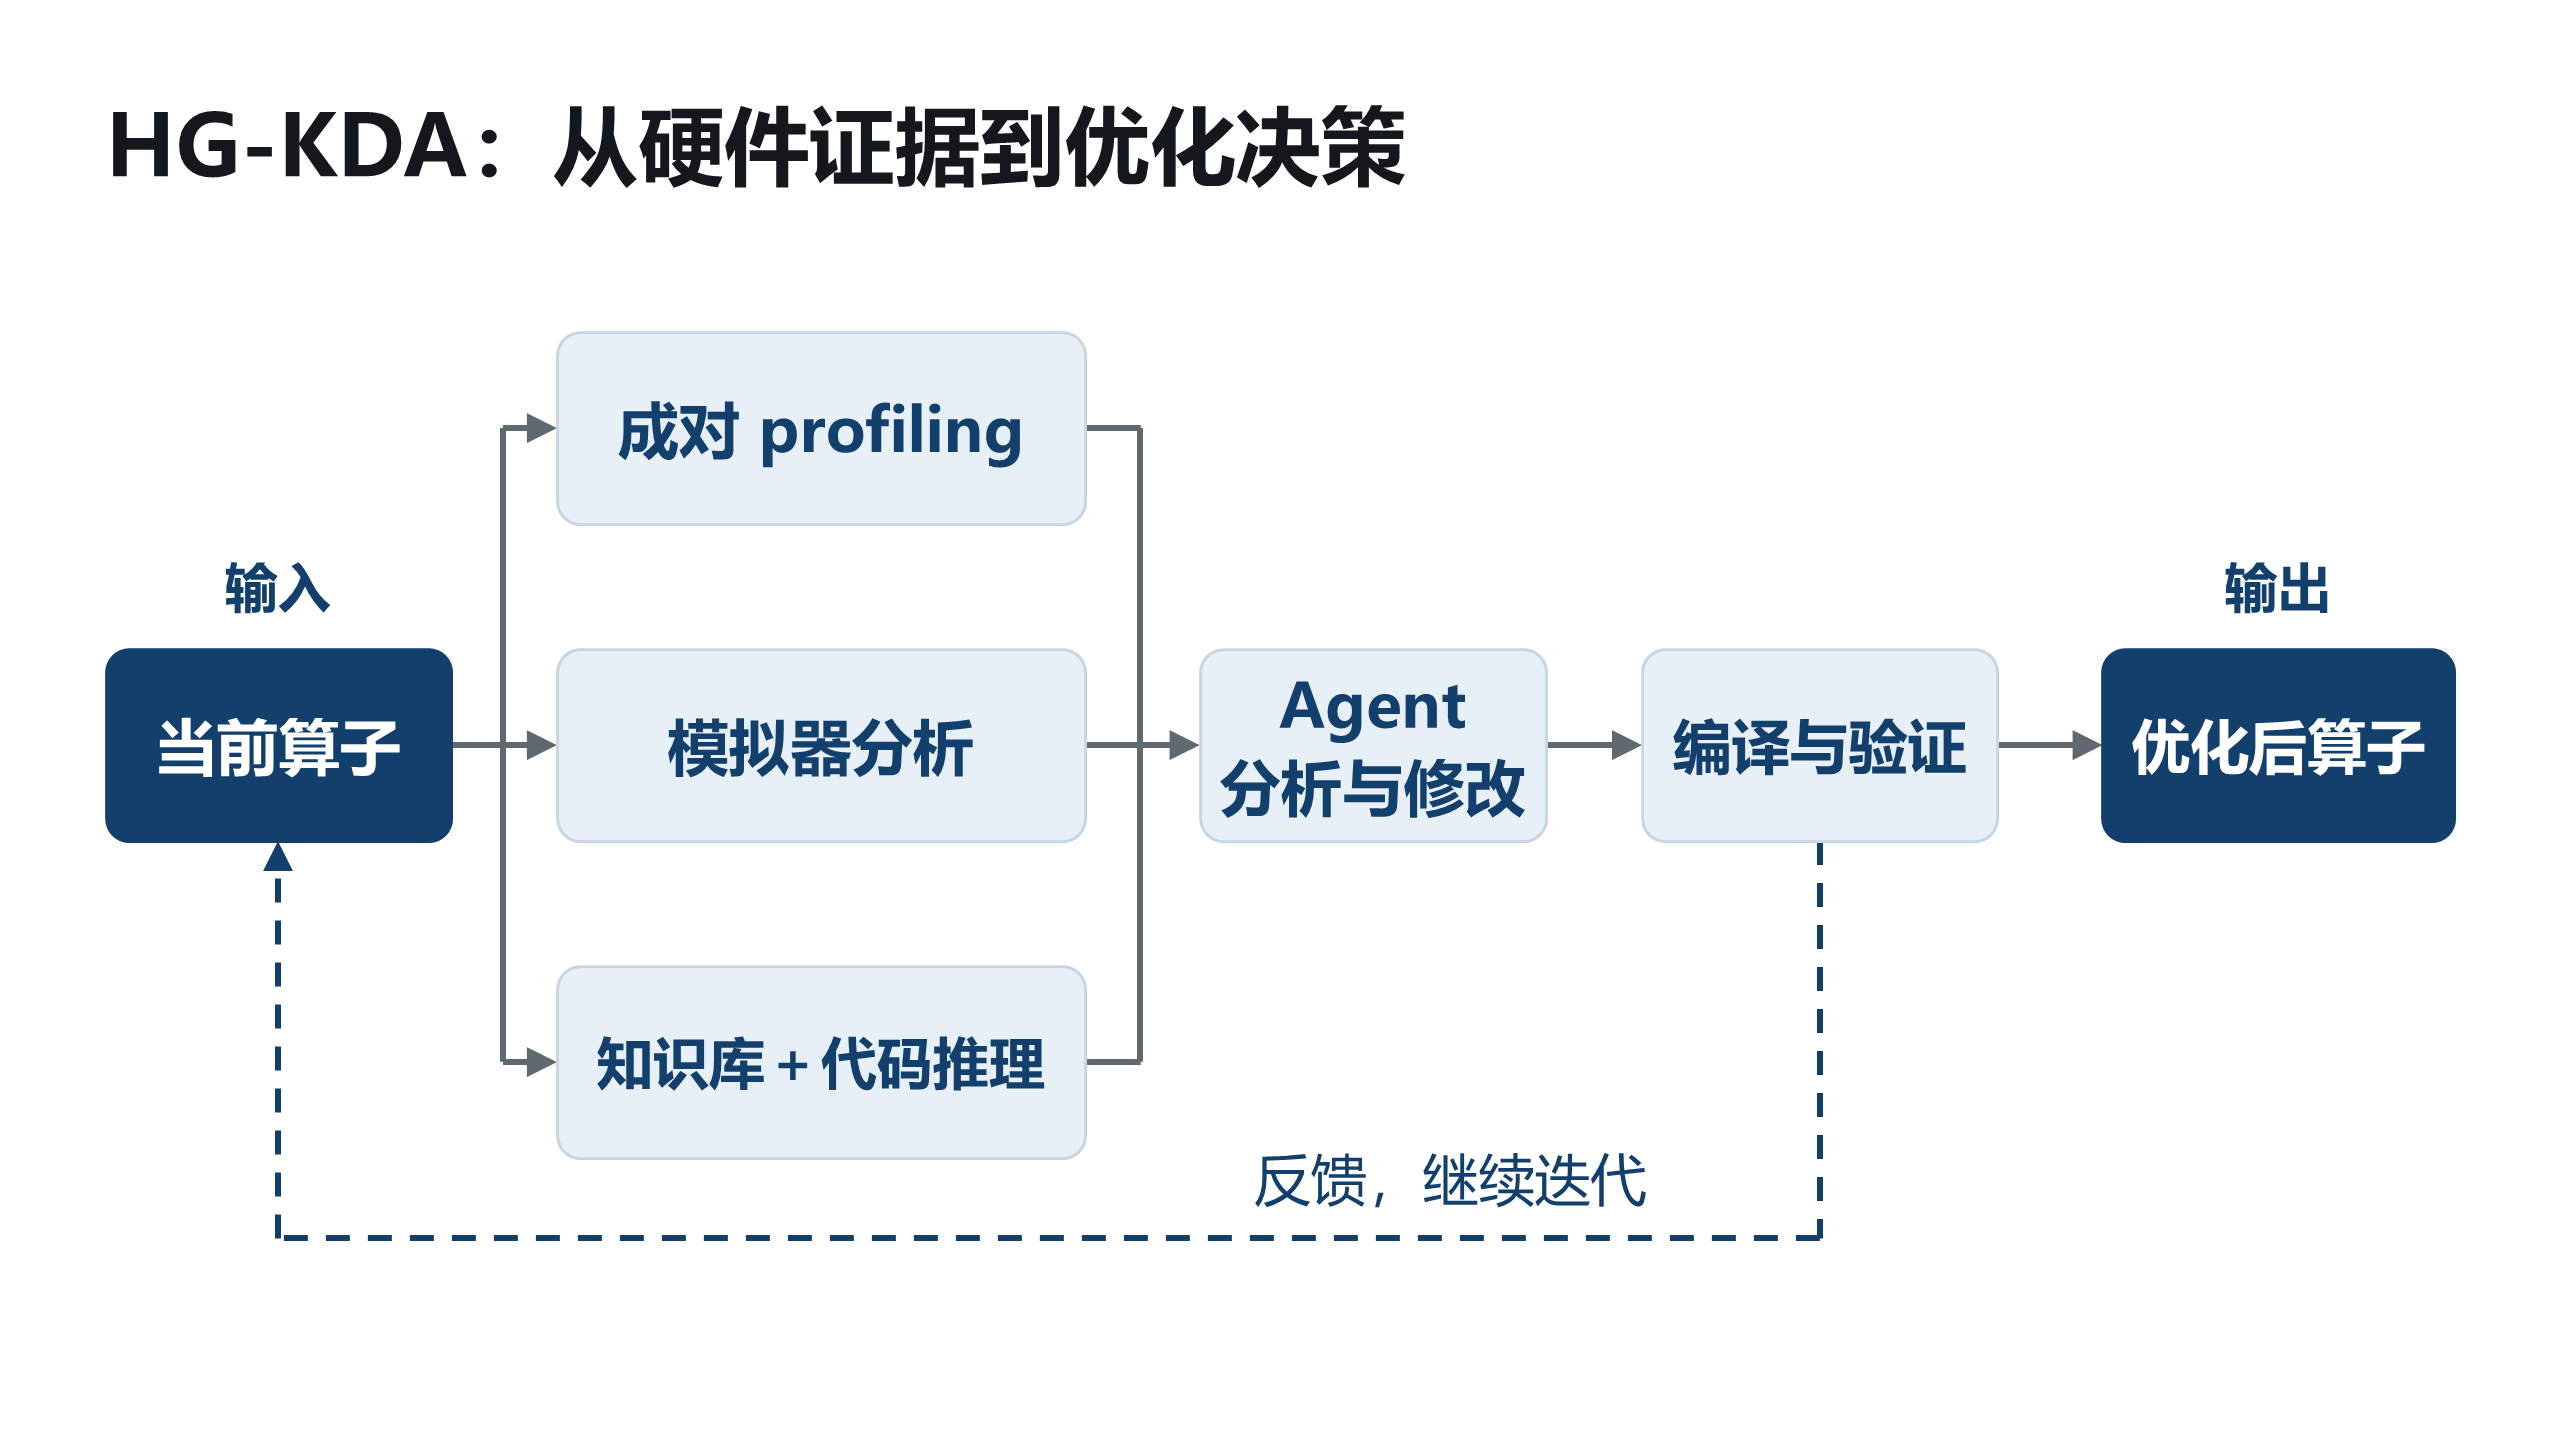 HG-KDA：从硬件证据到优化决策
成对 profiling
输入
输出
当前算子
模拟器分析
Agent
分析与修改
编译与验证
优化后算子
知识库 + 代码推理
反馈，继续迭代